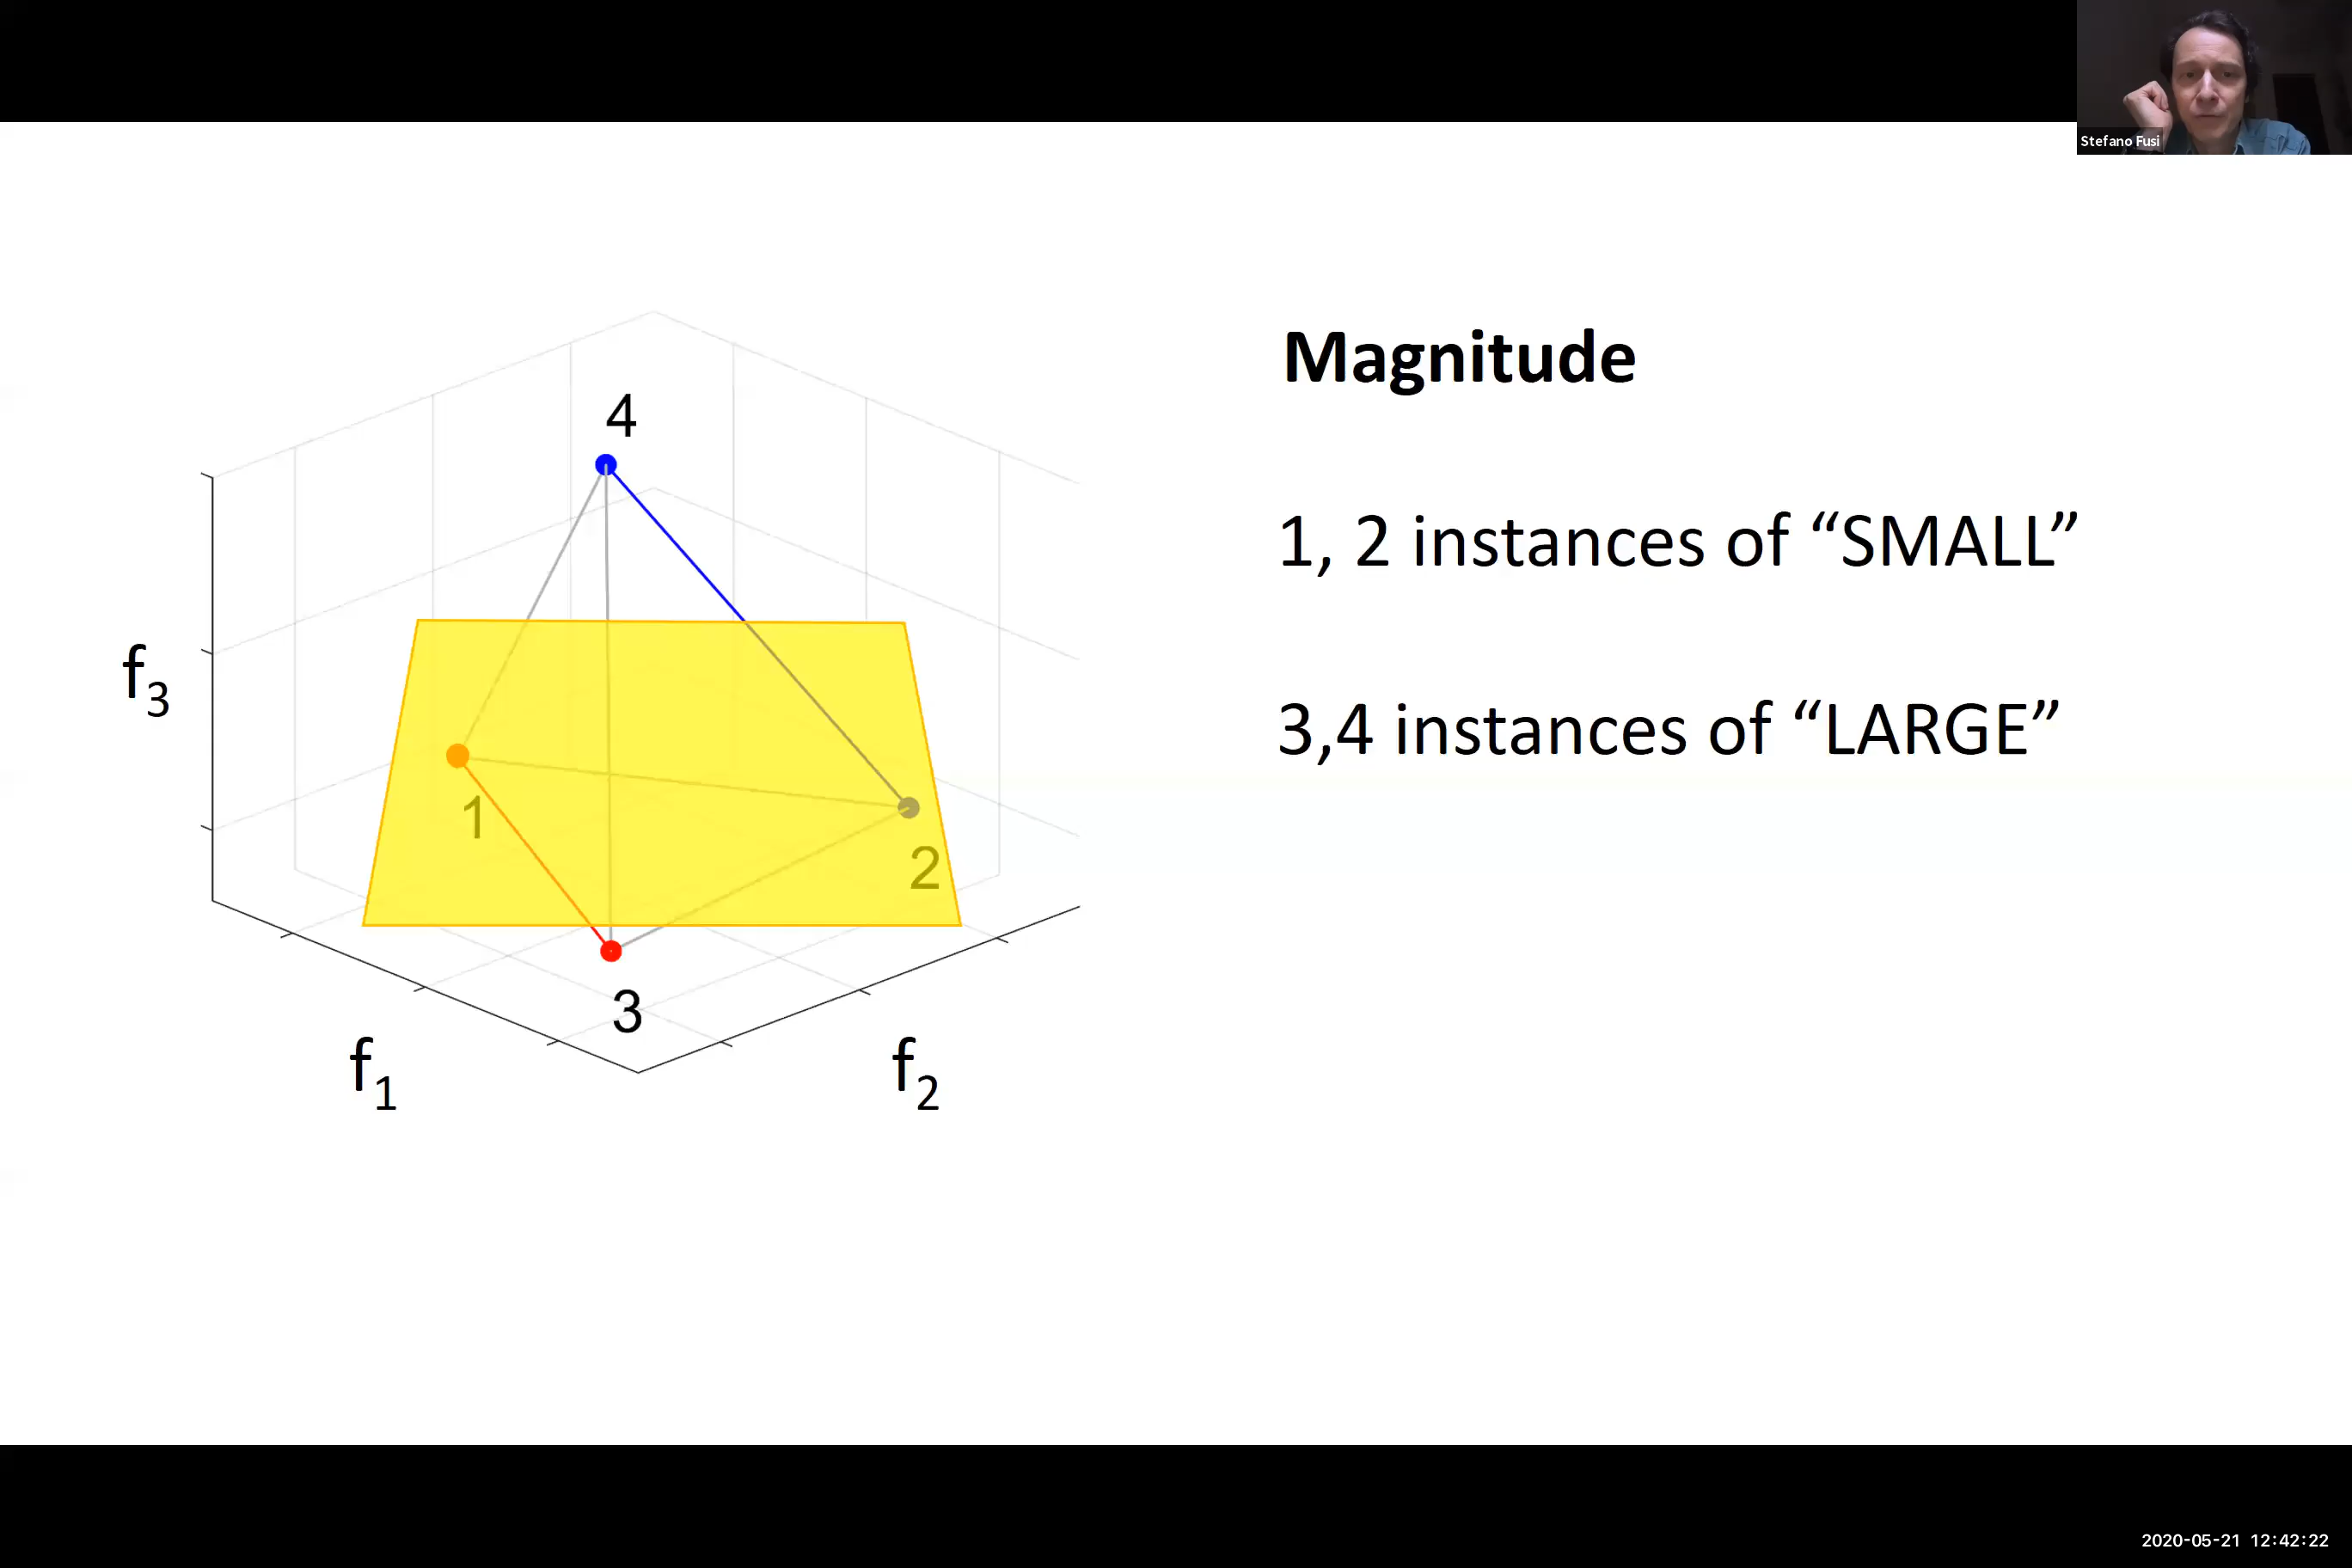 Stefano Fusi
Magnitude
1, 2 instances of “SMALL”
3,4 instances of “LARGE”
4
f3
1
2
3
f1
f2
2020-05-21 12:42:22